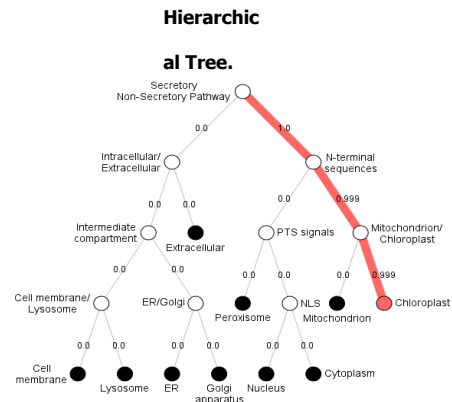 Hierarchic
al Tree.
Secretory
Non-Secretory Pathway
0.0
1.0
Intracellular/
Extracellular
N-terminal
sequences
0.0
0.0
0.0
0.999
Intermediate
compartment
Extracellular
PTS signals
Mitochondrion/
Chloroplast
0.0
0.0
0.0
0.0
0.0
0.999
Cell membrane/
Lysosome
ER/Golgi
Peroxisome
NLS
Mitochondrion
Chloroplast
0.0
0.0
0.0
0.0
0.0
0.0
Cell
membrane
Lysosome
ER
Golgi
apparatus
Nucleus
Cytoplasm